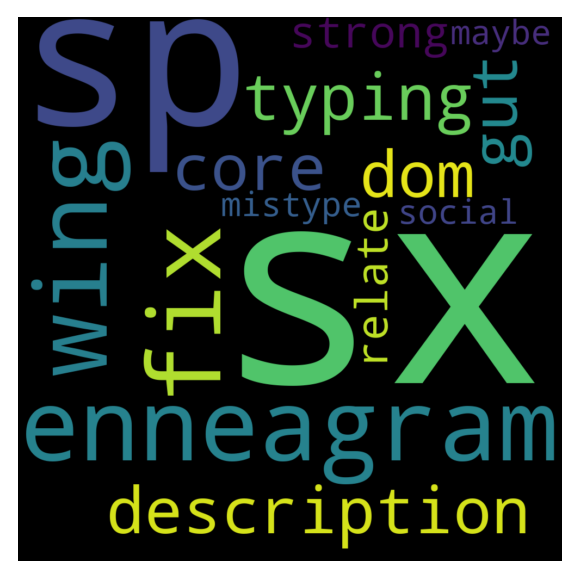 sp
strong
maybe
typing
gut
wing
core
dom
mistype
social
fix
sx
relate
enneagram
description